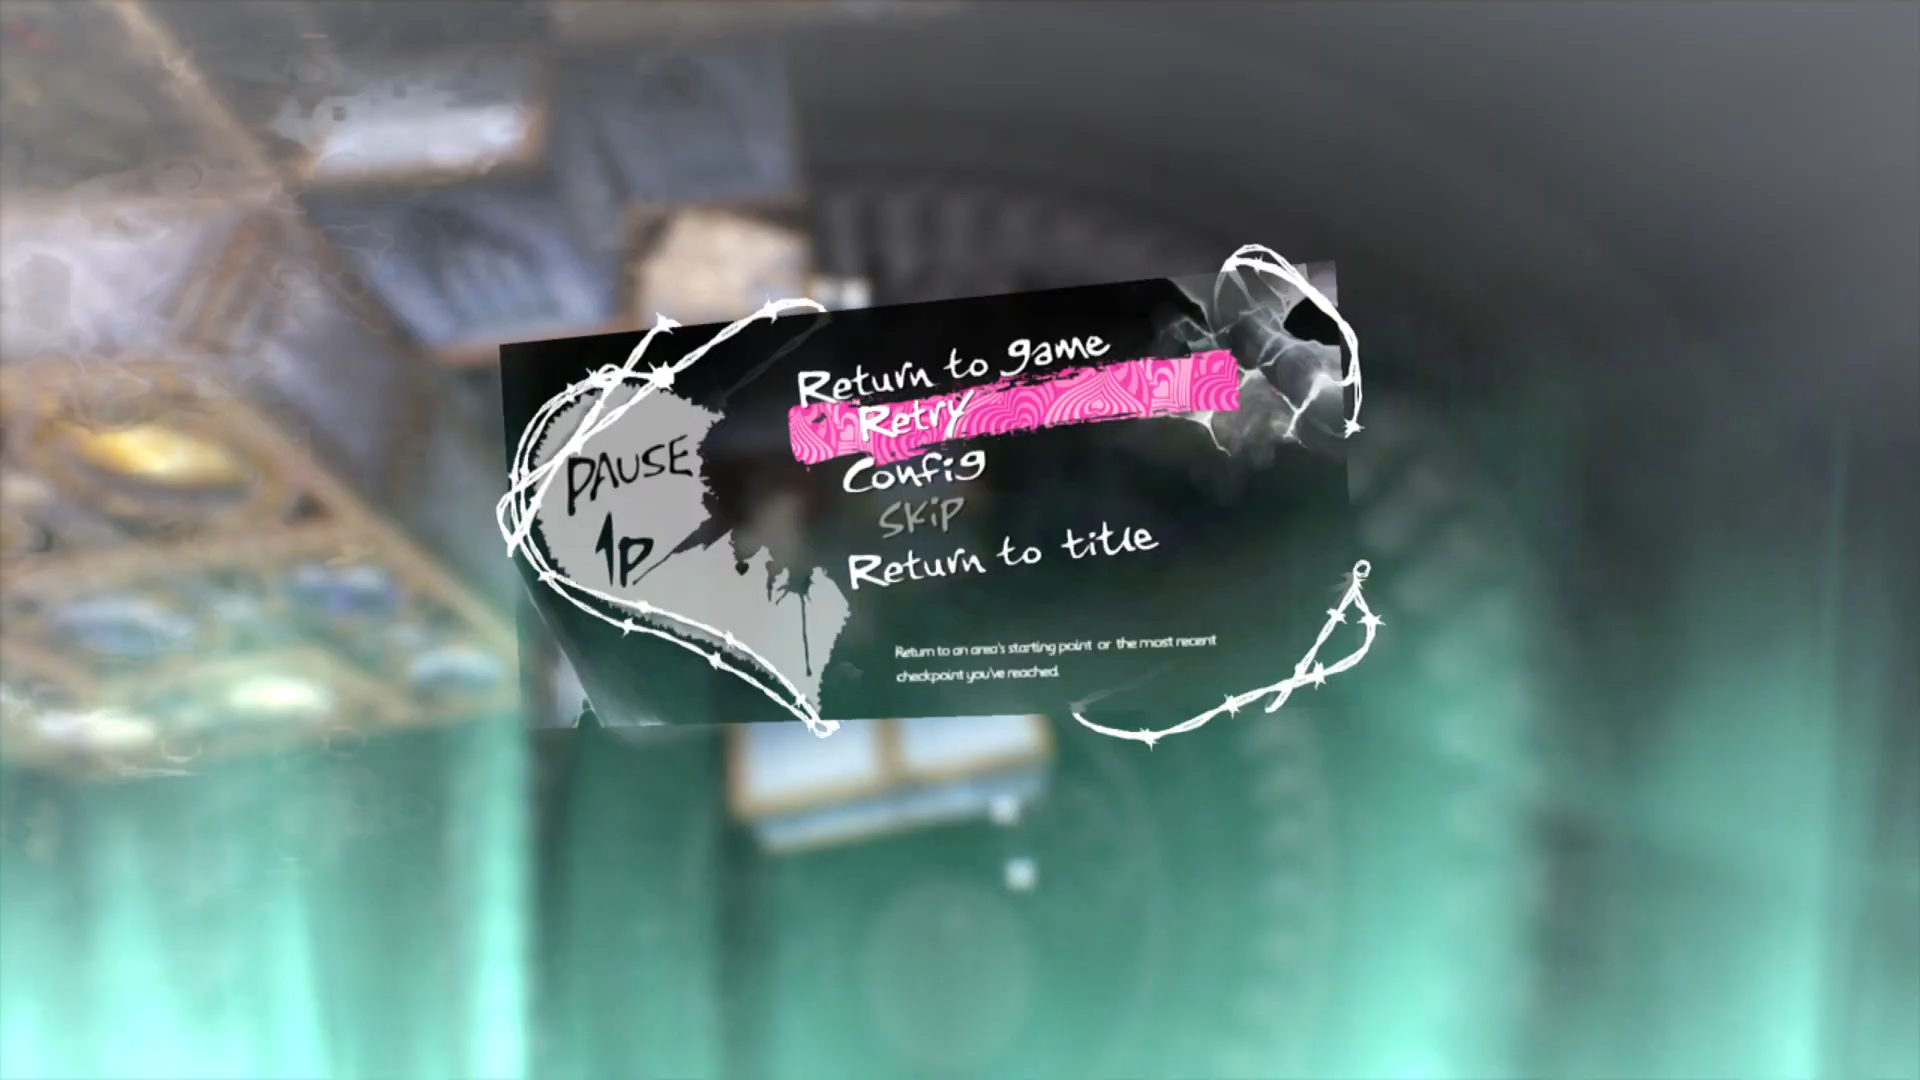 PAUSE
1P
Return to game
Retry
Config
SKiP
Return to title
Return to an area's starting point or the most recent
checkpoint you've reached.